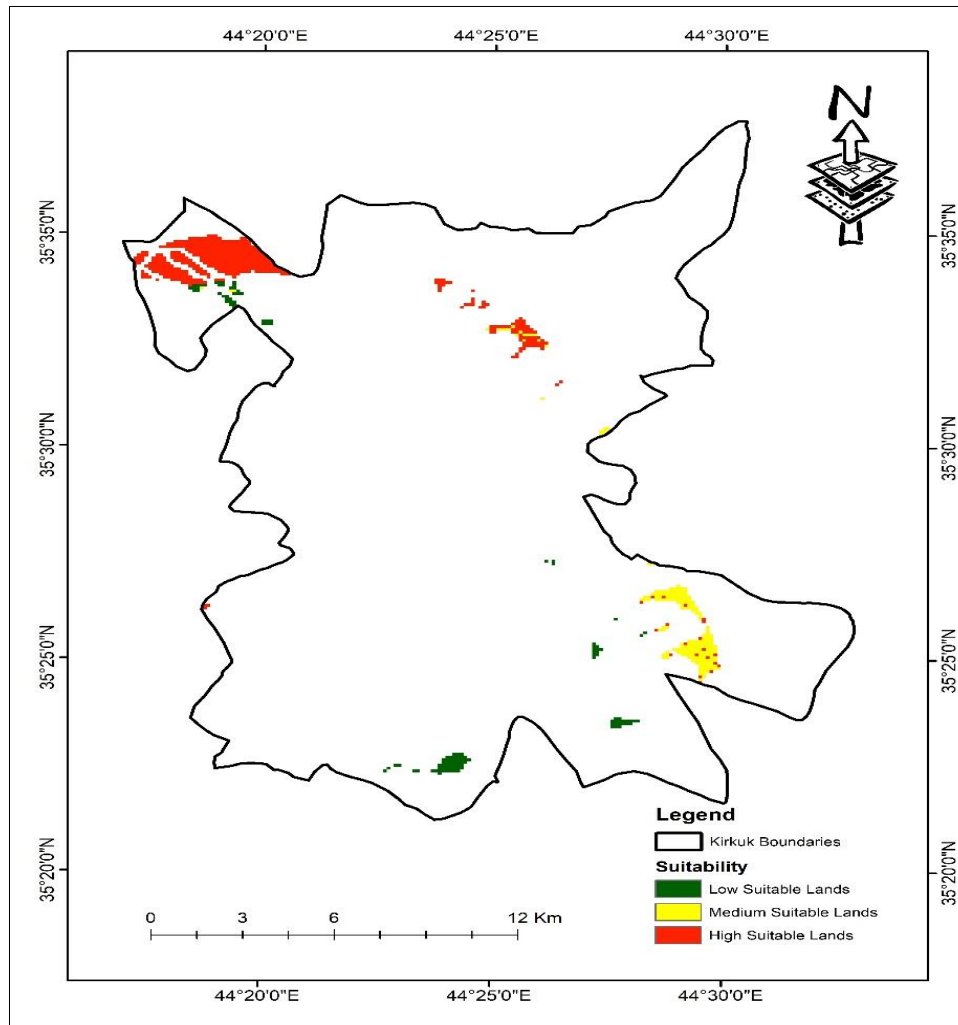 44°20'0"E 44°25'0"E 44°30'0"E
N
35°35'0"N 35°35'0"N
35°30'0"N 35°30'0"N
35°25'0"N 35°25'0"N
35°20'0"N 35°20'0"N
Legend
Kirkuk Boundaries
Suitability
Low Suitable Lands
Medium Suitable Lands
High Suitable Lands
0 3 6 12 Km
44°20'0"E 44°25'0"E 44°30'0"E